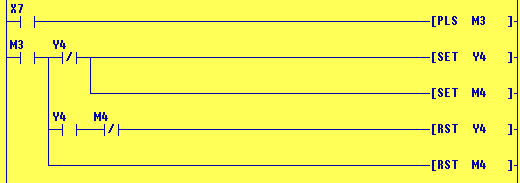 X7
[PLS M3 ]
M3 Y4
[SET Y4 ]
[SET M4 ]
Y4 M4
[RST Y4 ]
[RST M4 ]